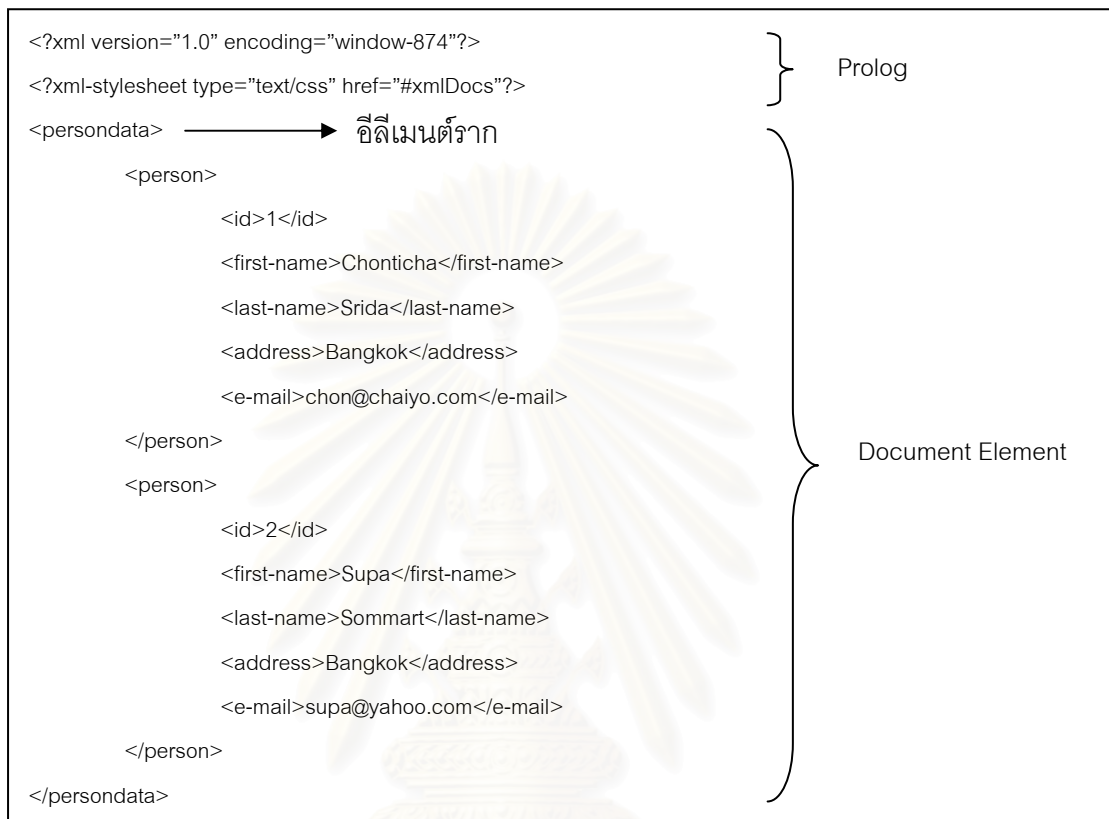 <?xml version=”1.0” encoding=”window-874”?>
<?xml-stylesheet type=”text/css” href=”#xmlDocs”?>
Prolog
<persondata> อีลีเมนต์ราก
<person>
<id>1</id>
<first-name>Chonticha</first-name>
<last-name>Srida</last-name>
<address>Bangkok</address>
<e-mail>chon@chaiyo.com</e-mail>
</person>
Document Element
<person>
<id>2</id>
<first-name>Supa</first-name>
<last-name>Sommart</last-name>
<address>Bangkok</address>
<e-mail>supa@yahoo.com</e-mail>
</person>
</persondata>